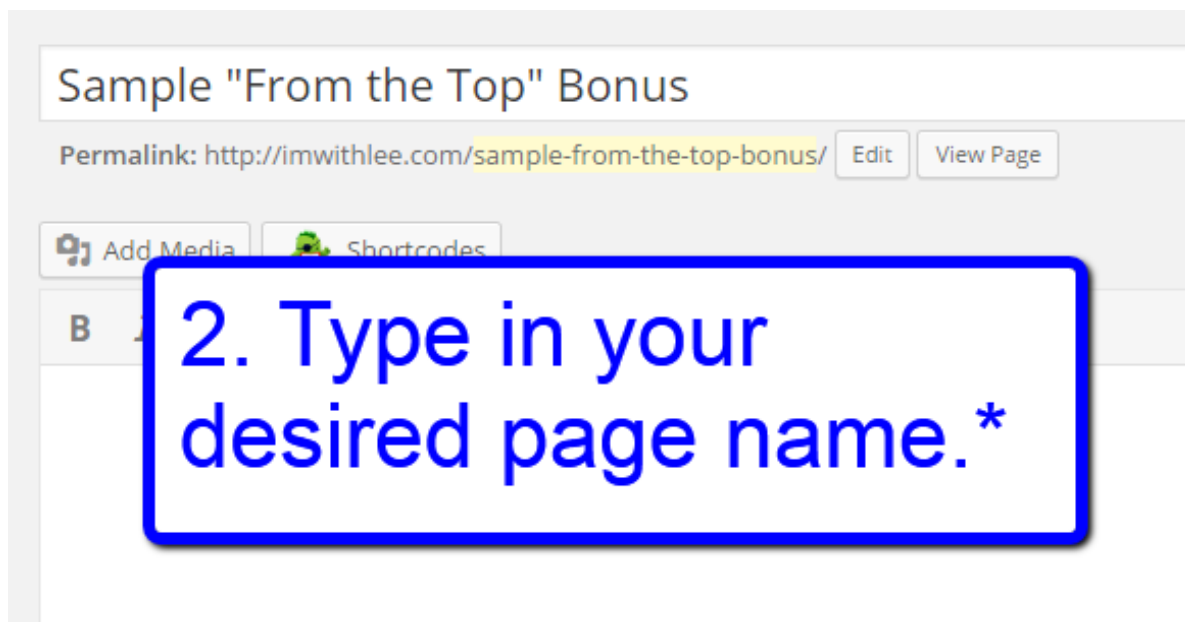 Sample "From the Top" Bonus
Permalink: http://imwithlee.com/sample-from-the-top-bonus/ Edit View Page
Add Media Shortcodes
B
2. Type in your
desired page name.*